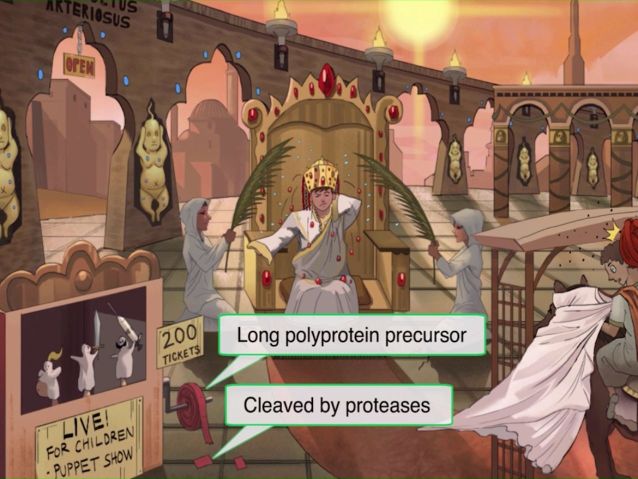 ARTERIOSUS
OPEN
200
TICKETS
Long polyprotein precursor
Cleaved by proteases
LIVE!
FOR CHILDREN
· PUPPET SHOW